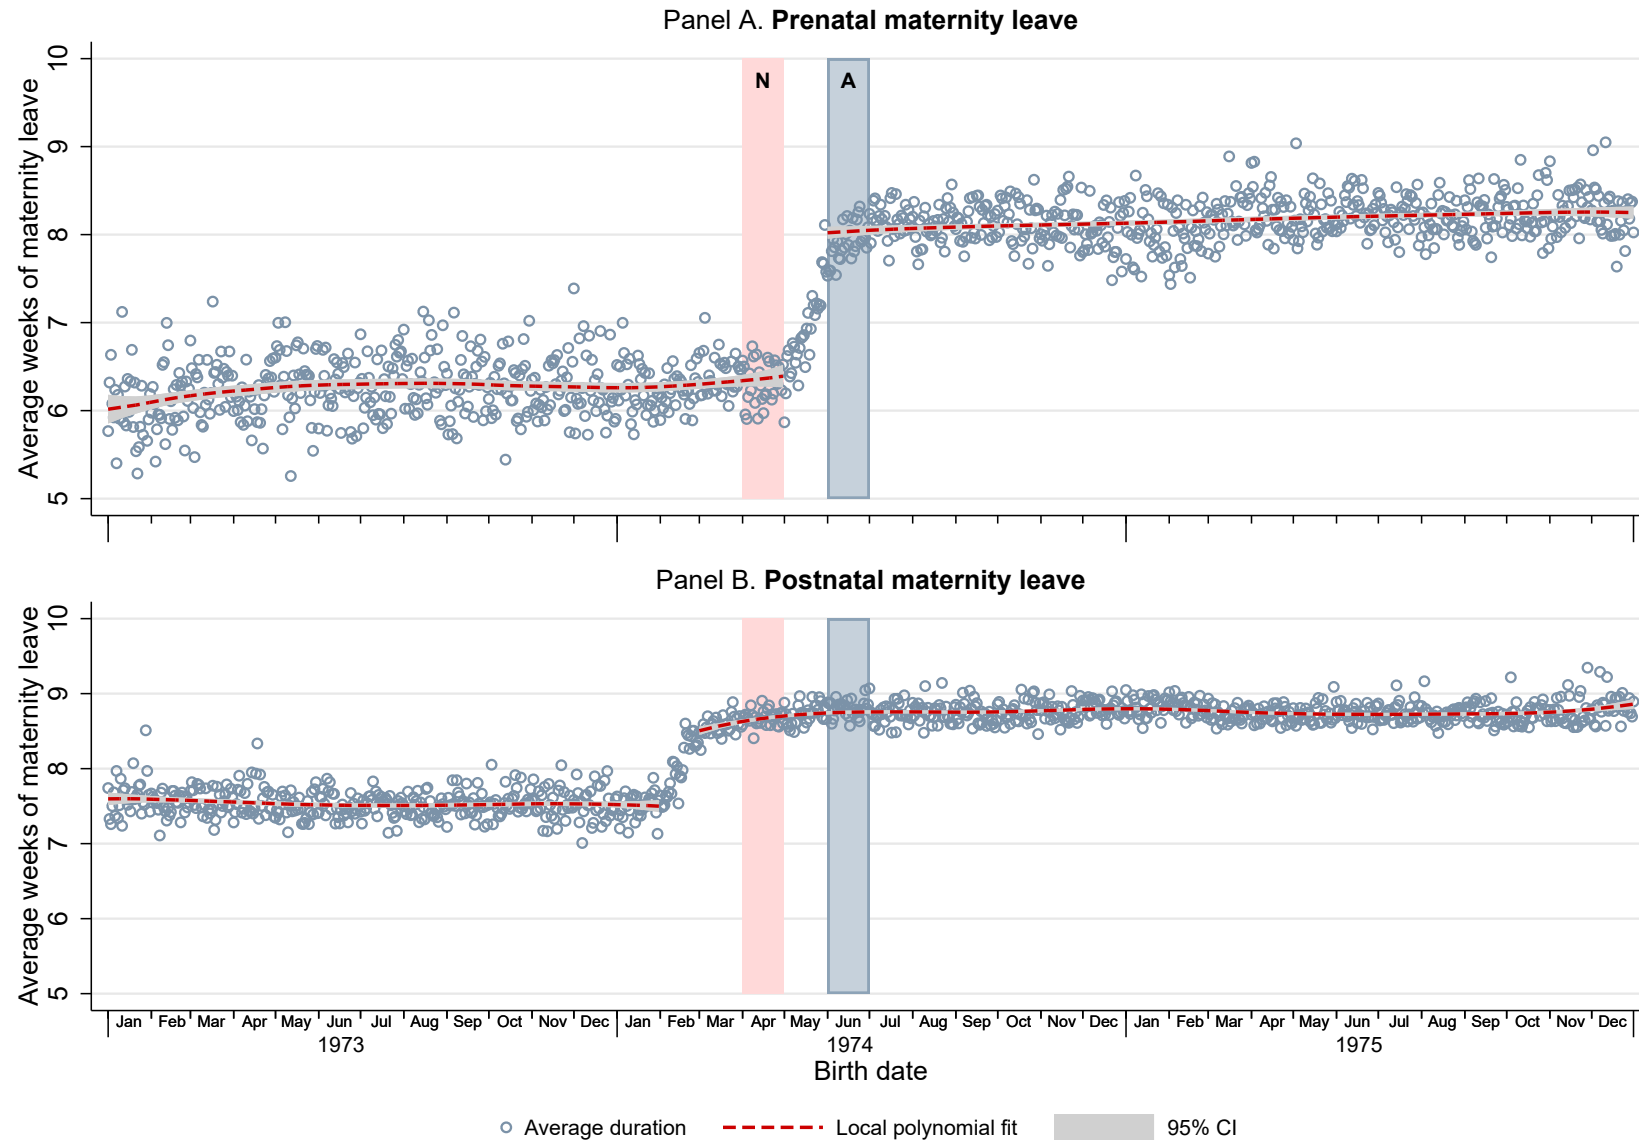 Panel A. Prenatal maternity leave
Average weeks of maternity leave
10
9
8
7
6
5
N
A
Panel B. Postnatal maternity leave
Average weeks of maternity leave
10
9
8
7
6
5
Jan Feb Mar Apr May Jun Jul Aug Sep Oct Nov Dec Jan Feb Mar Apr May Jun Jul Aug Sep Oct Nov Dec Jan Feb Mar Apr May Jun Jul Aug Sep Oct Nov Dec
1973 1974 1975
Birth date
Average duration Local polynomial fit 95% CI